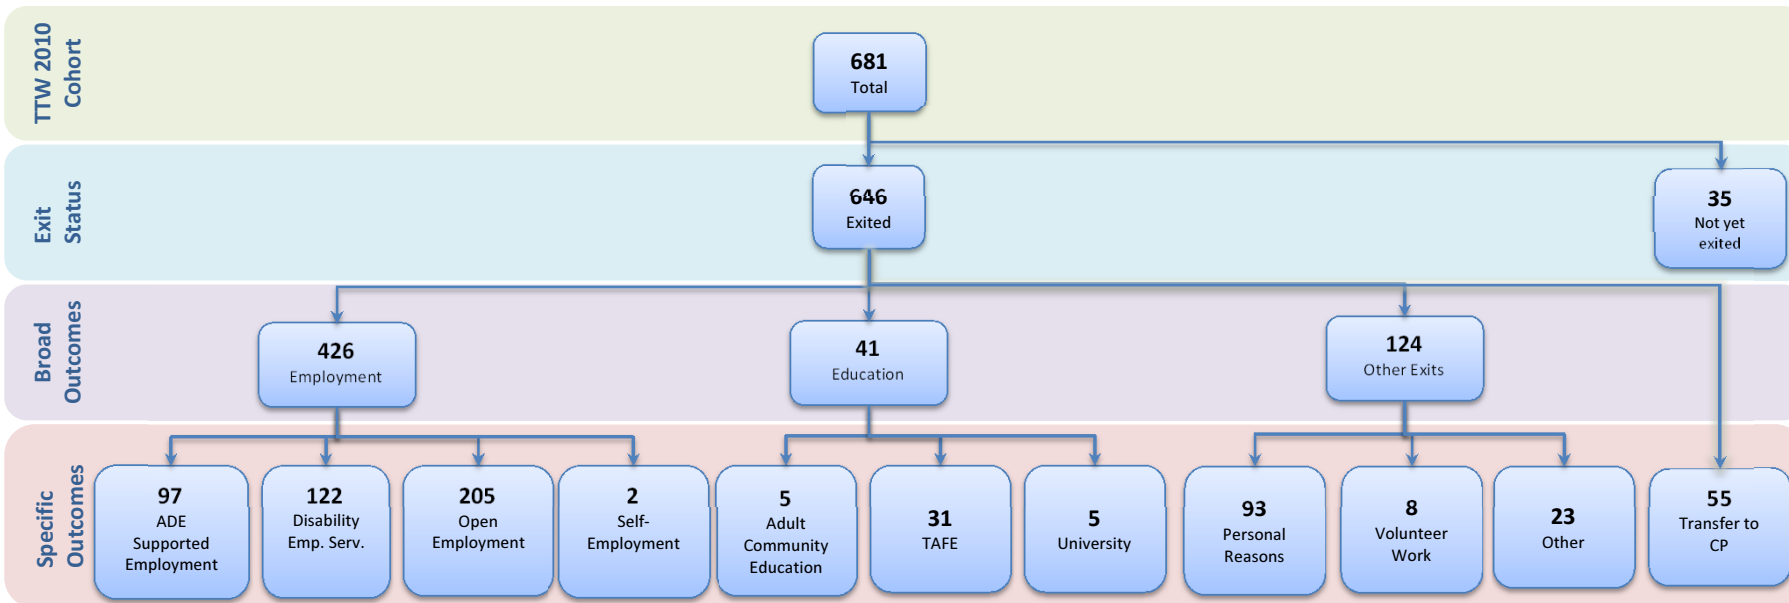 TTW 2010
Cohort
681
Total
Exit
Status
646
Exited
35
Not yet
exited
Broad
Outcomes
426
Employment
41
Education
124
Other Exits
Specific
Outcomes
97
ADE
Supported
Employment
122
Disability
Emp. Serv.
205
Open
Employment
2
Self-
Employment
5
Adult
Community
Education
31
TAFE
5
University
93
Personal
Reasons
8
Volunteer
Work
23
Other
55
Transfer to
CP